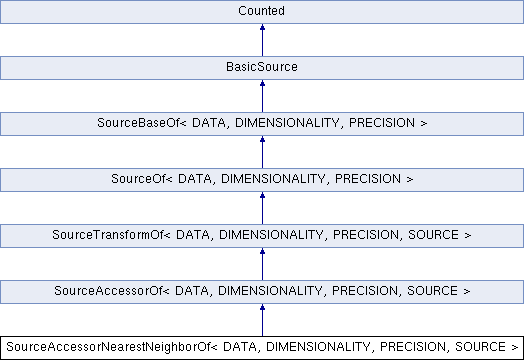 Counted
BasicSource
SourceBaseOf< DATA, DIMENSIONALITY, PRECISION >
SourceOf< DATA, DIMENSIONALITY, PRECISION >
SourceTransformOf< DATA, DIMENSIONALITY, PRECISION, SOURCE >
SourceAccessorOf< DATA, DIMENSIONALITY, PRECISION, SOURCE >
SourceAccessorNearestNeighborOf< DATA, DIMENSIONALITY, PRECISION, SOURCE >